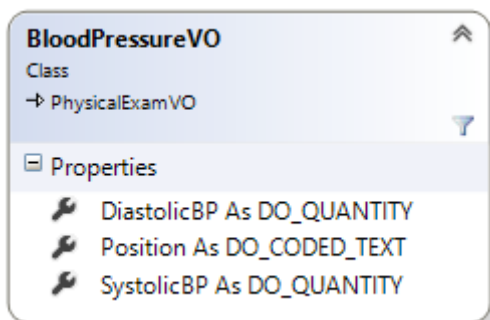 BloodPressureVO
Class
PhysicalExamVO
Properties
DiastolicBP As DO_QUANTITY
Position As DO_CODED_TEXT
SystolicBP As DO_QUANTITY